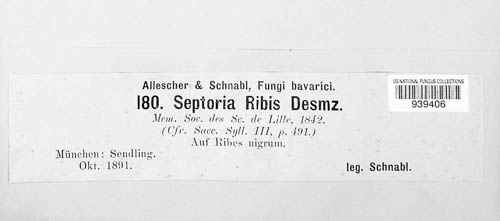 Allescher & Schnabl, Fungi bavarici.
180. Septoria Ribis Desmz.
Mem. Soc. des Sc. de Lille, 1842.
(Cfr. Sacc. Syll. III, p. 491.)
Auf Ribes nigrum.
München: Sendling.
Okt. 1891.
leg. Schnabl.
US NATIONAL FUNGUS COLLECTIONS
939406